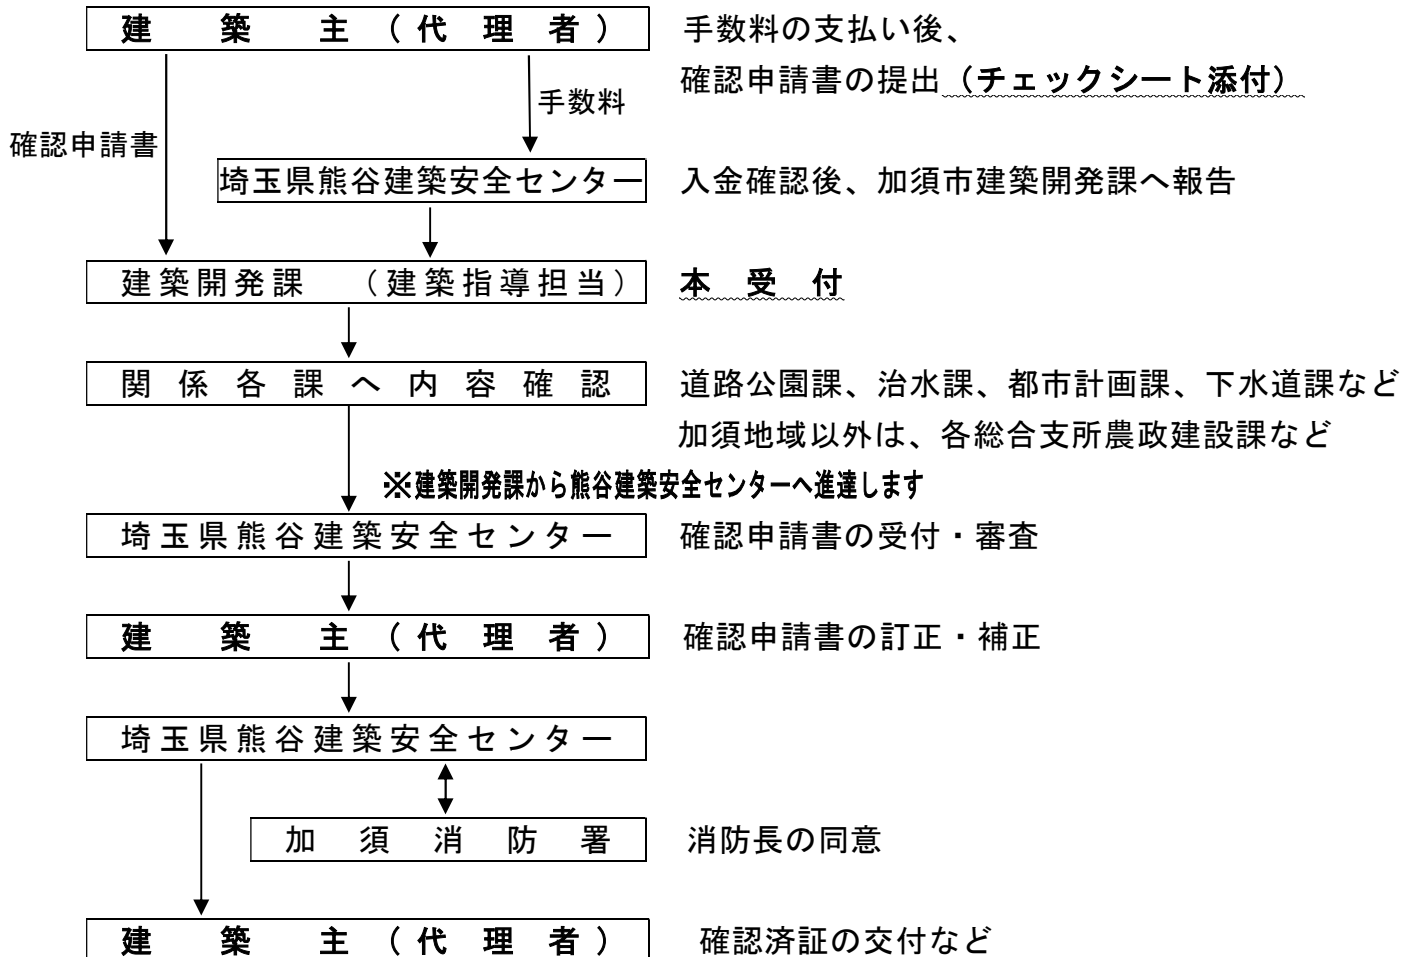 建築主(代理者) 手数料の支払い後、
確認申請書の提出(チェックシート添付)
手数料
確認申請書
埼玉県熊谷建築安全センター 入金確認後、加須市建築開発課へ報告
建築開発課 (建築指導担当) 本受付
関係各課へ内容確認 道路公園課、治水課、都市計画課、下水道課など
加須地域以外は、各総合支所農政建設課など
※建築開発課から熊谷建築安全センターへ進達します
埼玉県熊谷建築安全センター 確認申請書の受付・審査
建築主(代理者) 確認申請書の訂正・補正
埼玉県熊谷建築安全センター
加須消防署 消防長の同意
建築主(代理者) 確認済証の交付など